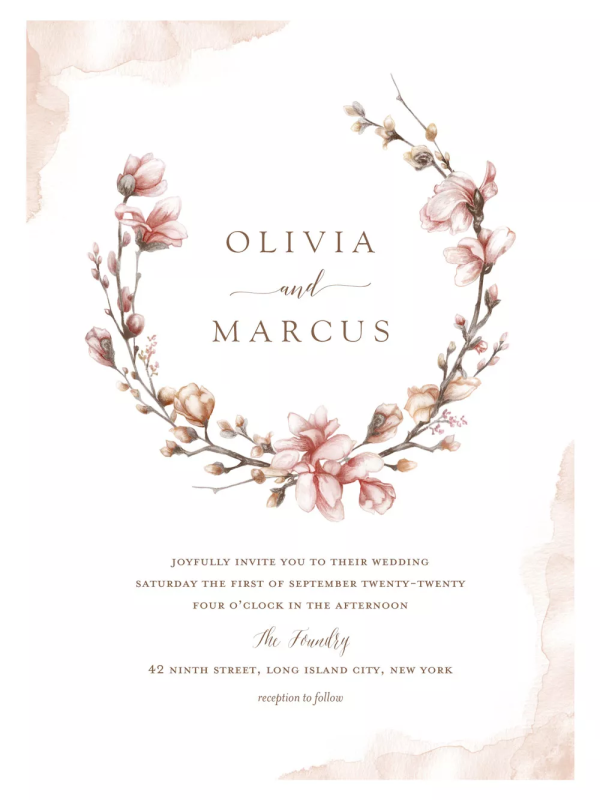 OLIVIA
and
MARCUS
JOYFULLY INVITE YOU TO THEIR WEDDING
SATURDAY THE FIRST OF SEPTEMBER TWENTY-TWENTY
FOUR O'CLOCK IN THE AFTERNOON
The Foundry
42 NINTH STREET, LONG ISLAND CITY, NEW YORK
reception to follow